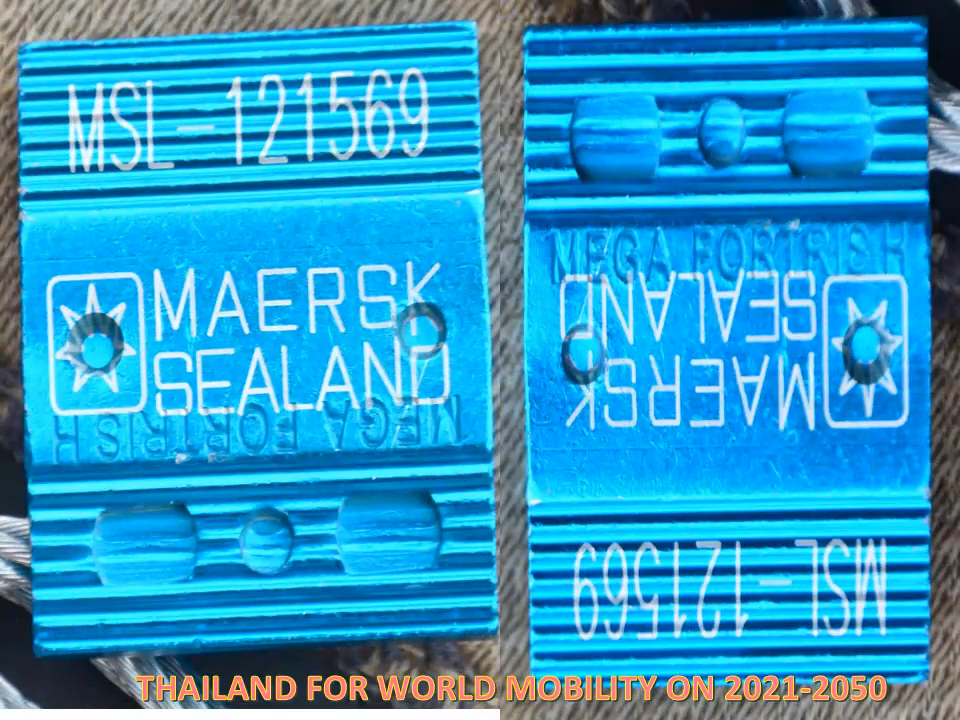 MSL-121569
MAERSK
SEALAND
MEGA FORTRIS H
MEGA FORTRIS H
MAERSK
SEALAND
MSL-121569
THAILAND FOR WORLD MOBILITY ON 2021-2050